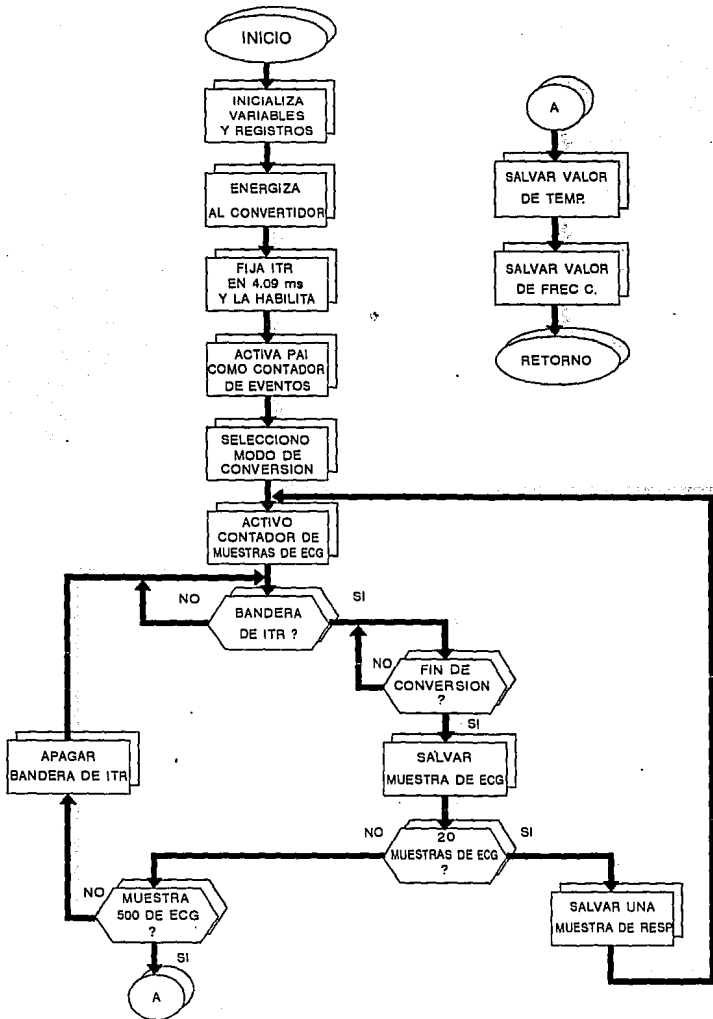 INICIO
INICIALIZA
VARIABLES
Y REGISTROS
ENERGIZA
AL CONVERTIDOR
FIJA ITR
EN 4.09 ms
Y LA HABILITA
ACTIVA PAI
COMO CONTADOR
DE EVENTOS
SELECCIONO
MODO DE
CONVERSION
ACTIVO
CONTADOR DE
MUESTRAS DE ECG
NO
BANDERA
DE ITR ?
SI
NO
FIN DE
CONVERSION
?
SI
SALVAR
MUESTRA DE ECG
NO
20
MUESTRAS DE ECG
?
SI
SALVAR UNA
MUESTRA DE RESP
APAGAR
BANDERA DE ITR
NO
MUESTRA
500 DE ECG
?
SI
A
A
SALVAR VALOR
DE TEMP.
SALVAR VALOR
DE FREC C.
RETORNO